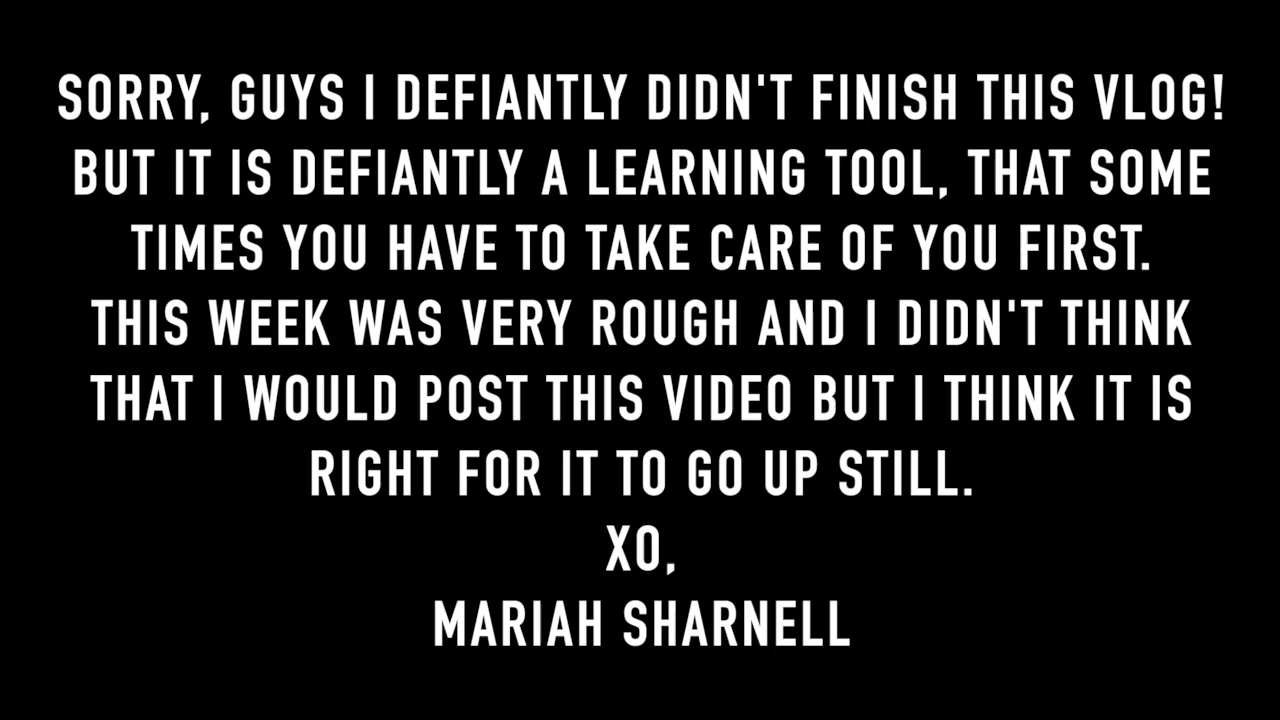 SORRY, GUYS I DEFIANTLY DIDN'T FINISH THIS VLOG!
BUT IT IS DEFIANTLY A LEARNING TOOL, THAT SOME
TIMES YOU HAVE TO TAKE CARE OF YOU FIRST.
THIS WEEK WAS VERY ROUGH AND I DIDN'T THINK
THAT I WOULD POST THIS VIDEO BUT I THINK IT IS
RIGHT FOR IT TO GO UP STILL.
XO,
MARIAH SHARNELL